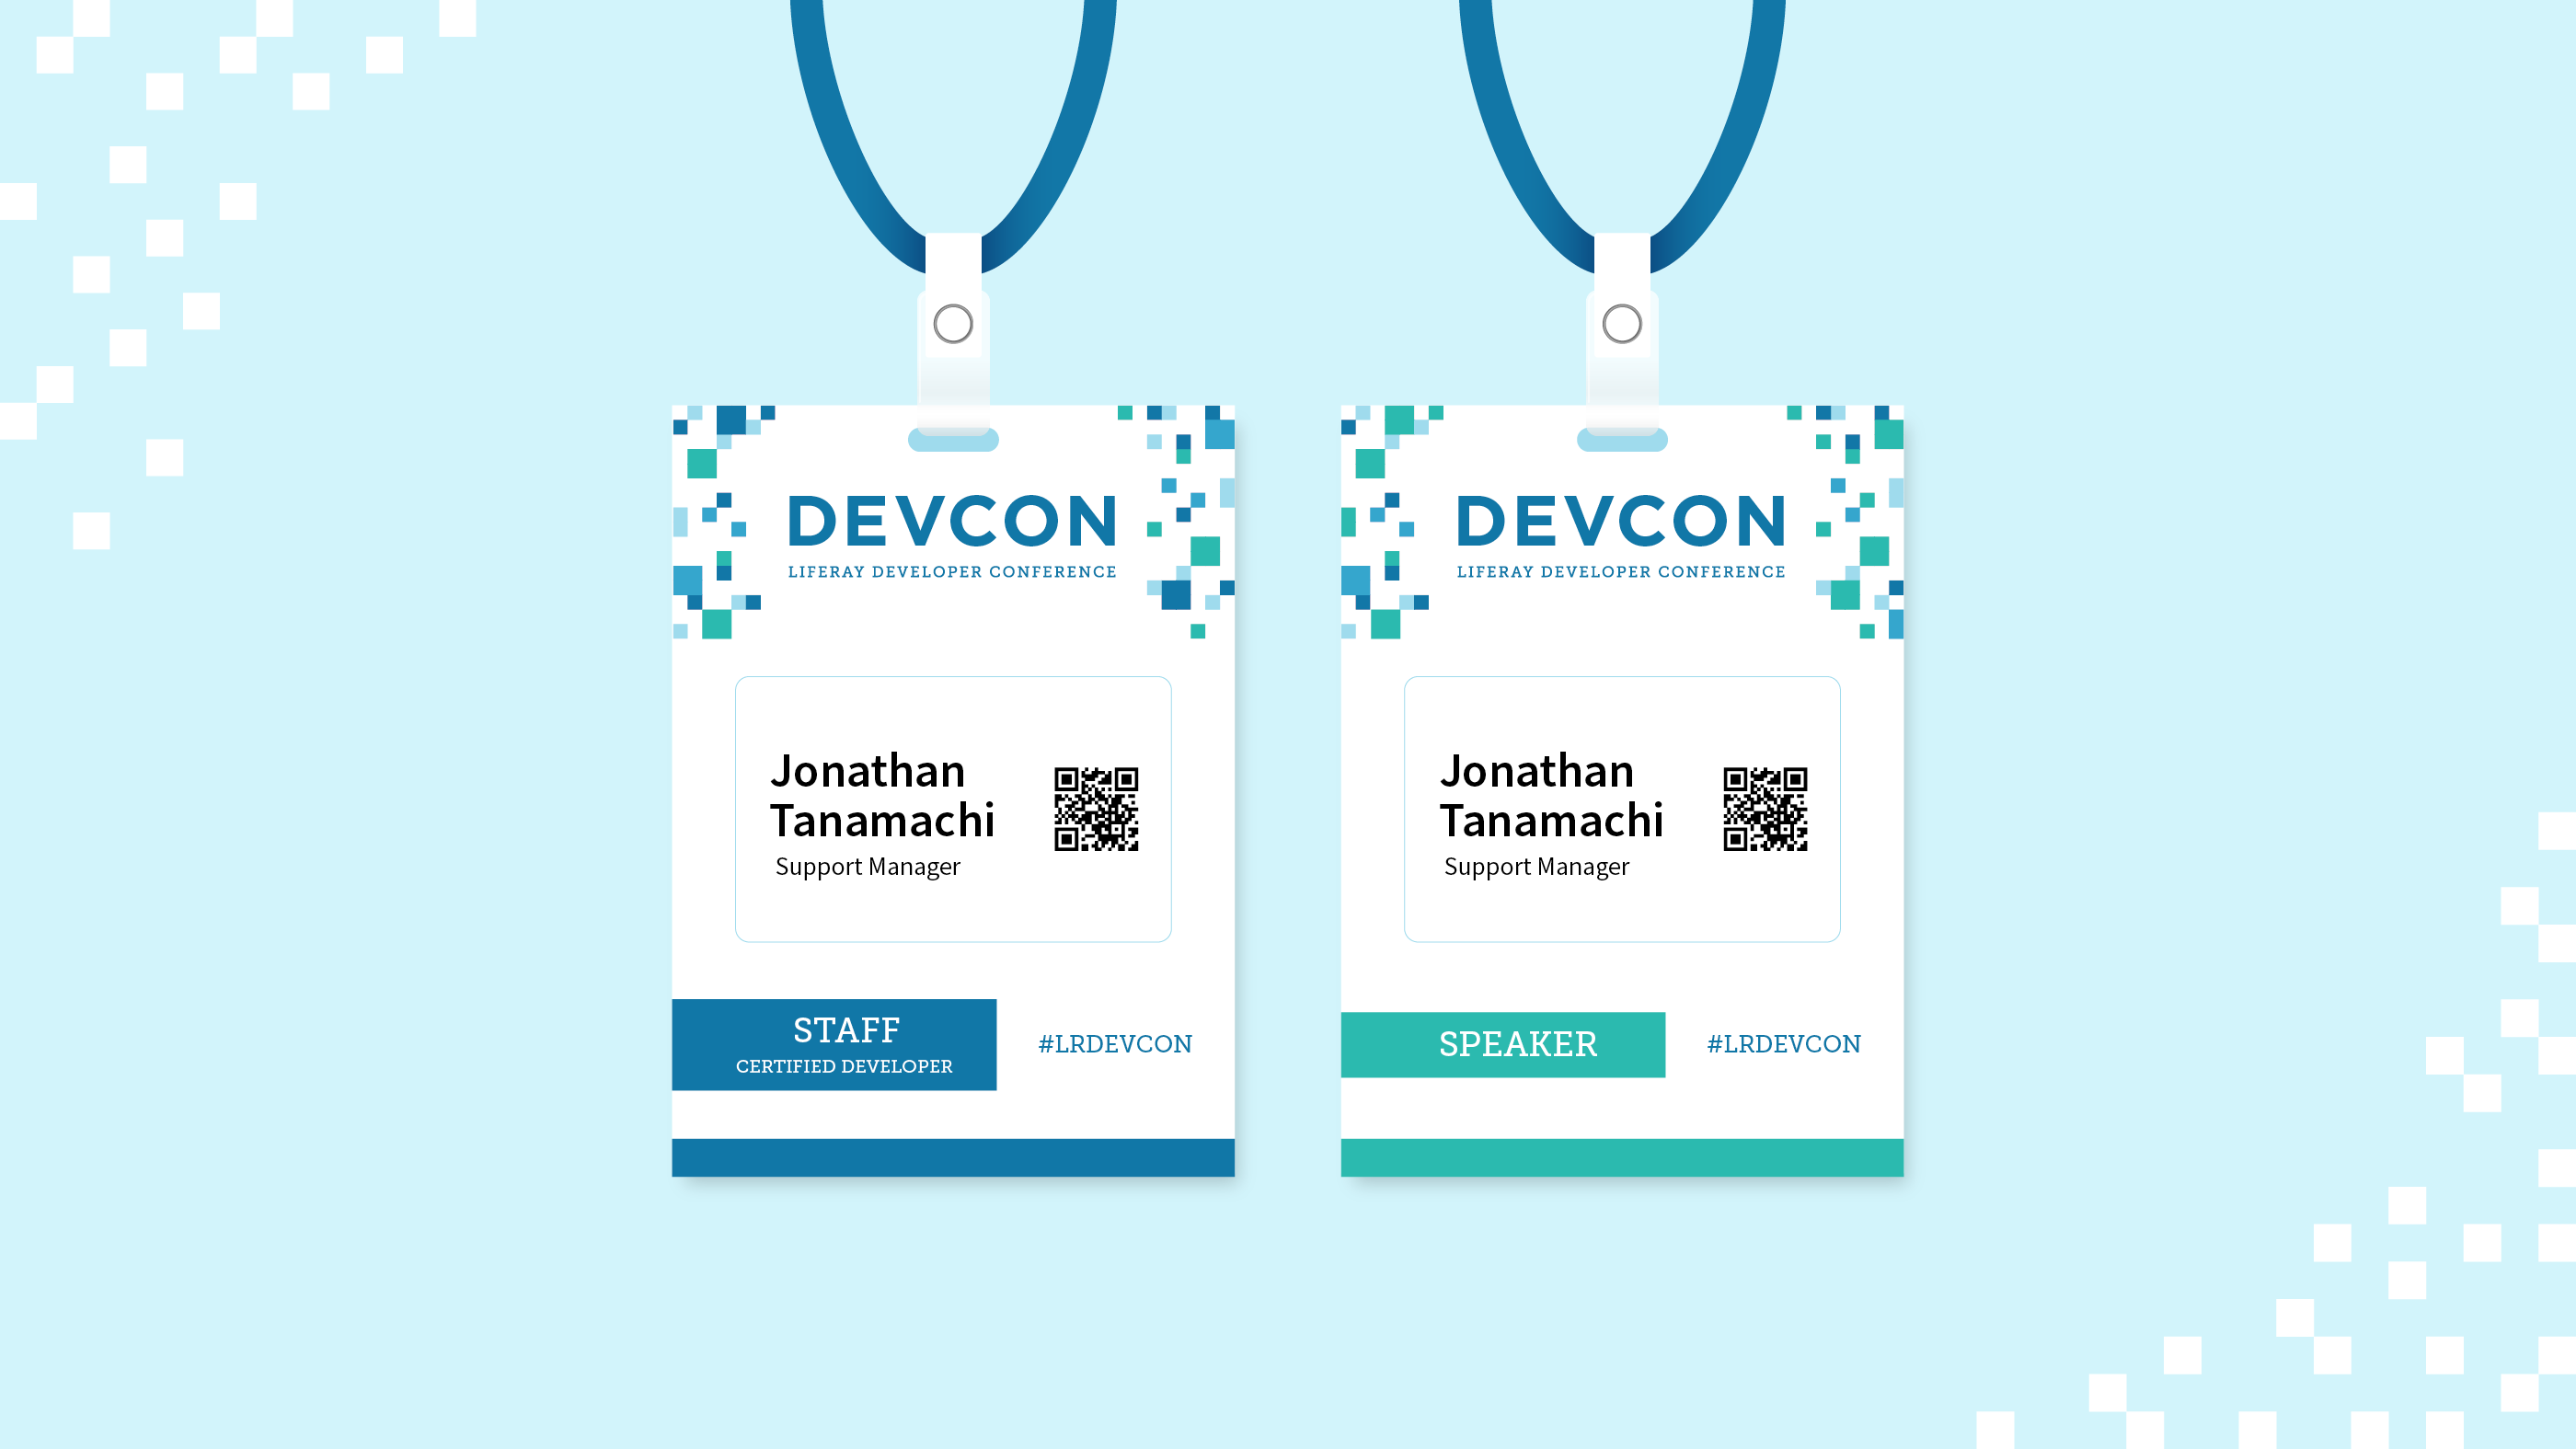 DEVCON
LIFERAY DEVELOPER CONFERENCE
Jonathan
Tanamachi
Support Manager
STAFF
CERTIFIED DEVELOPER
#LRDEVCON
DEVCON
LIFERAY DEVELOPER CONFERENCE
Jonathan
Tanamachi
Support Manager
SPEAKER
#LRDEVCON